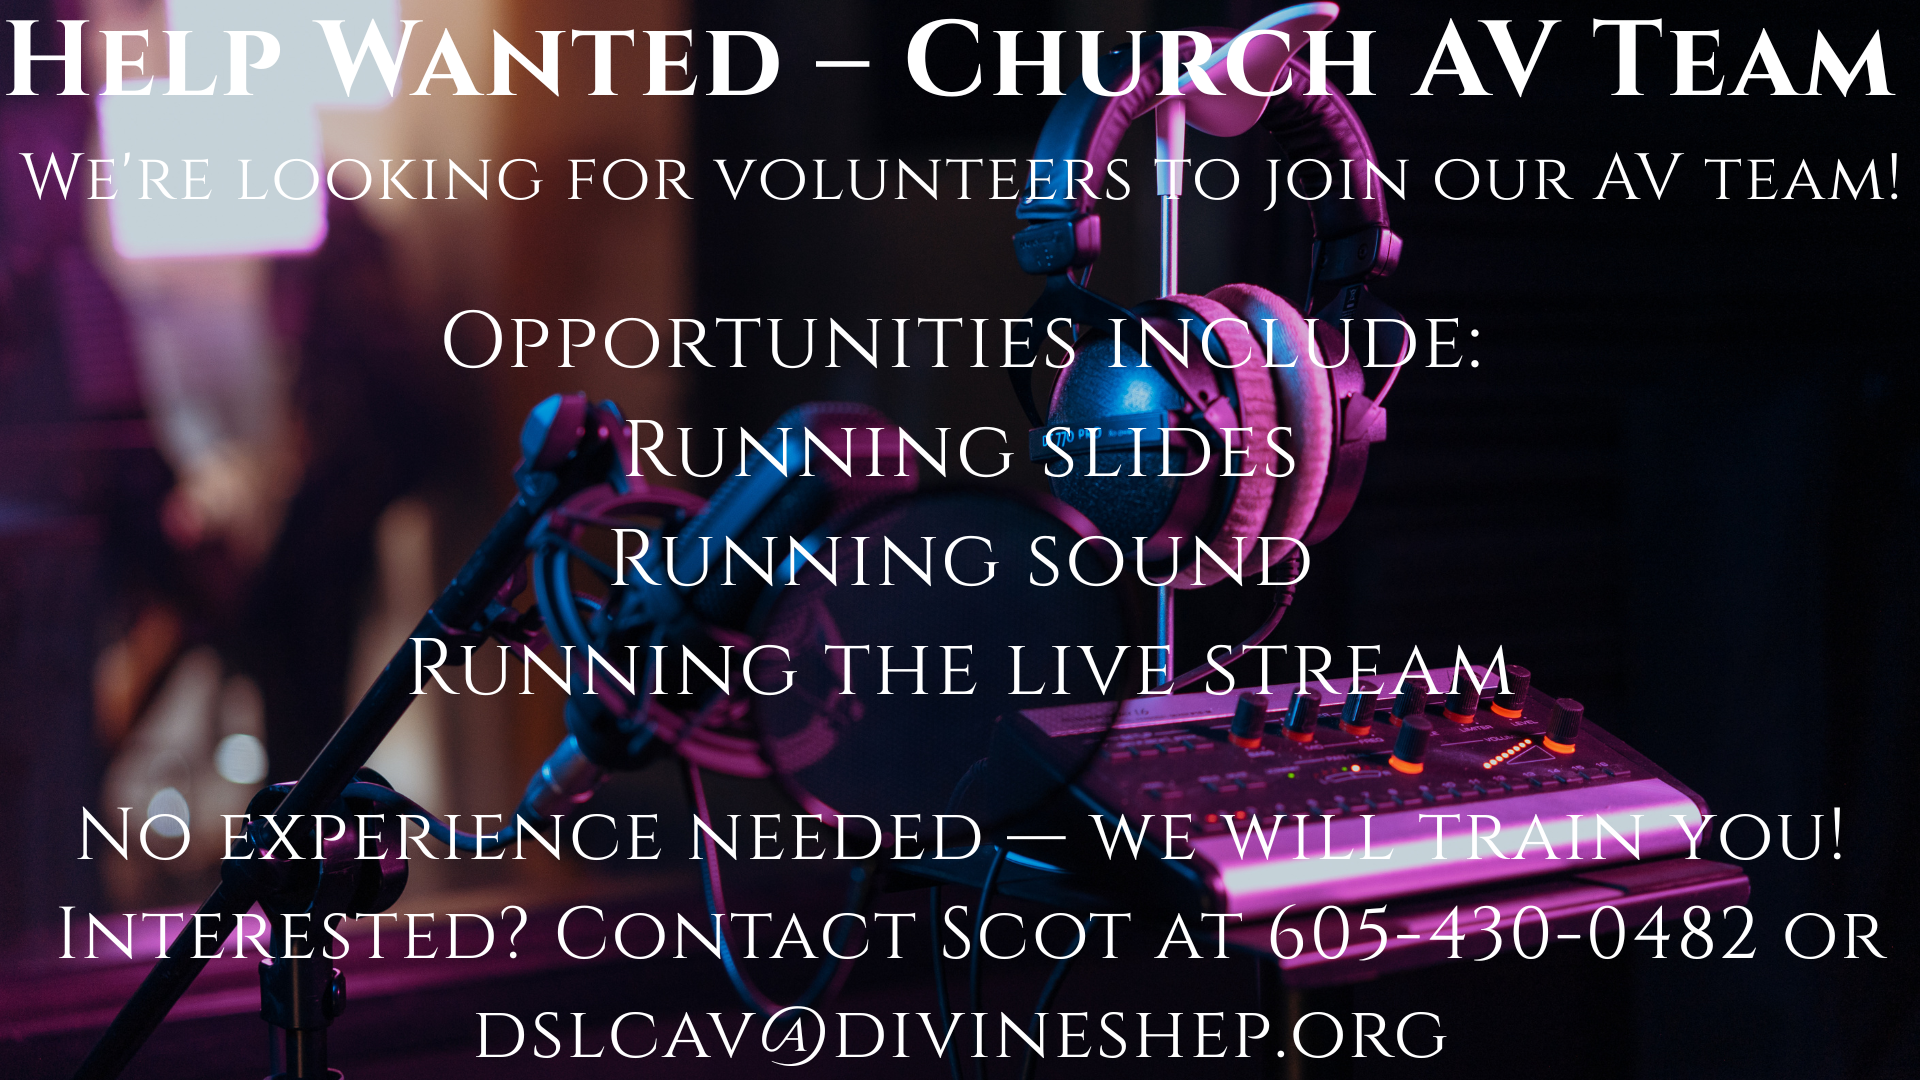 Help Wanted – Church AV Team
We're looking for volunteers to join our AV team!
Opportunities include:
Running slides
Running sound
Running the live stream
No experience needed — we will train you!
Interested? Contact Scot at 605-430-0482 or
dslcav@divineshep.org